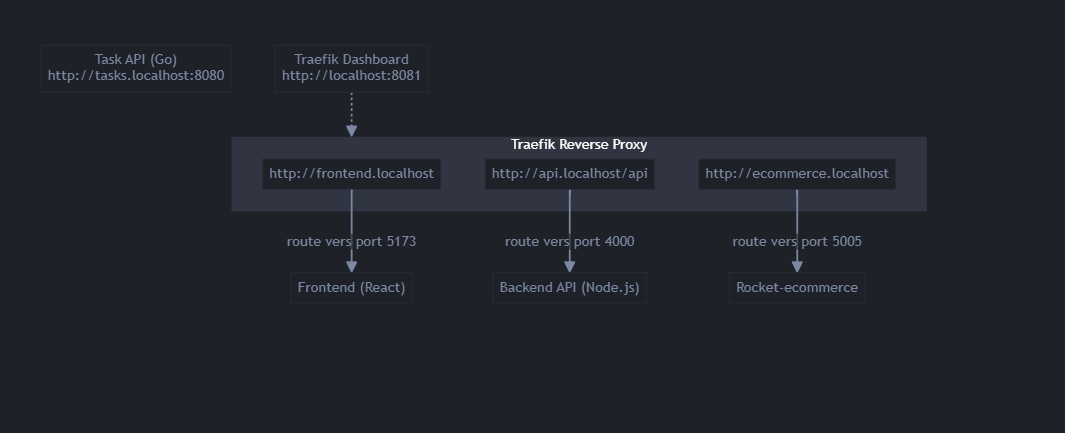 Task API (Go)
http://tasks.localhost:8080
Traefik Dashboard
http://localhost:8081
Traefik Reverse Proxy
http://frontend.localhost
http://api.localhost/api
http://ecommerce.localhost
route vers port 5173
route vers port 4000
route vers port 5005
Frontend (React)
Backend API (Node.js)
Rocket-ecommerce